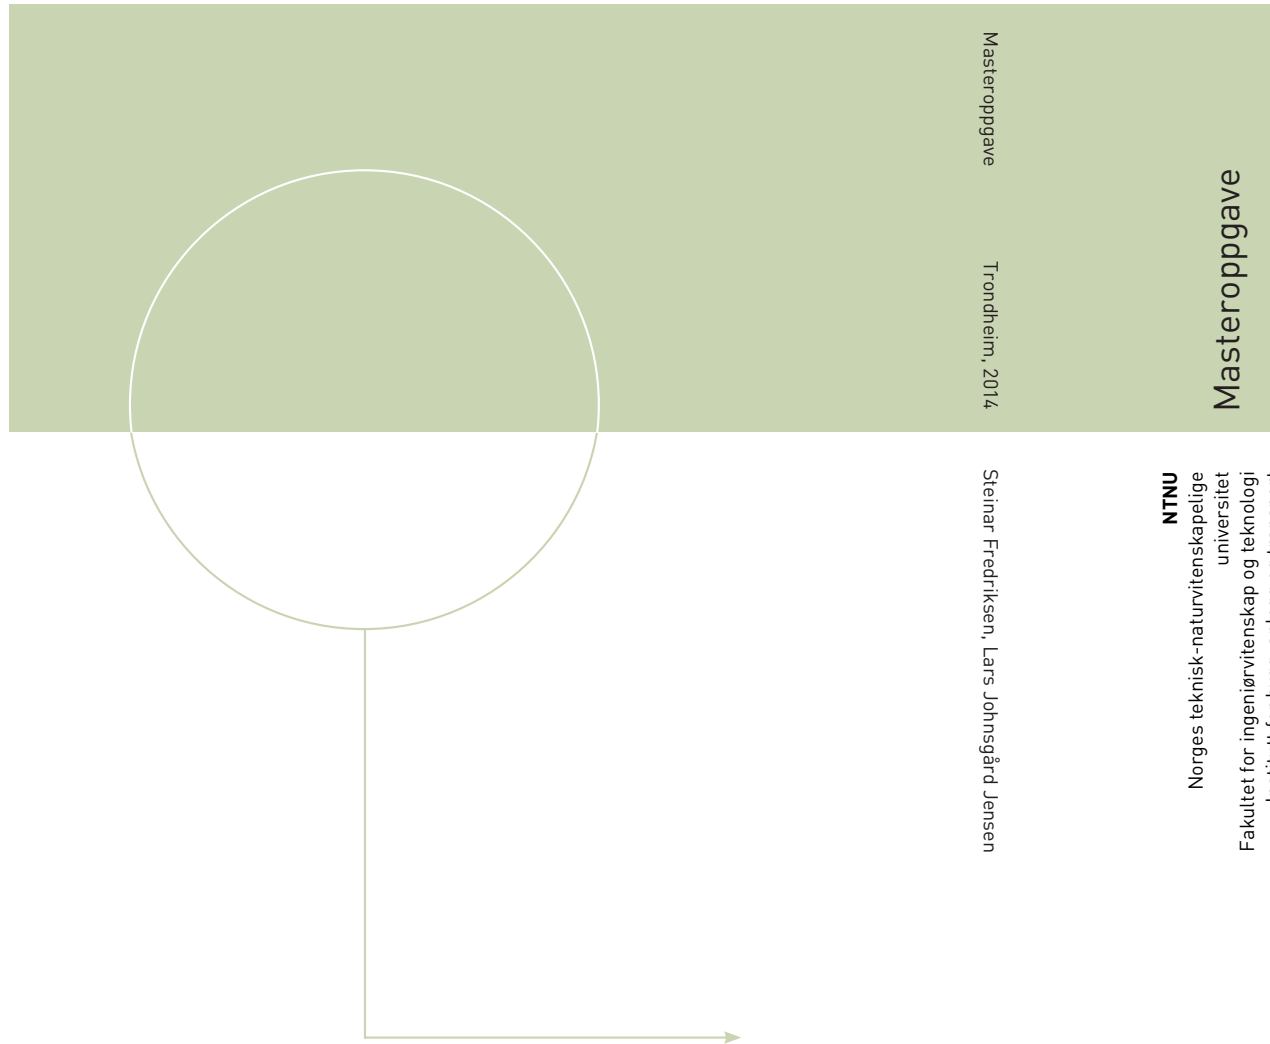 Masteroppgave
Trondheim, 2014
Steinar Fredriksen, Lars Johnsgård Jensen
Masteroppgave
NTNU
Norges teknisk-naturvitenskapelige
universitet
Fakultet for ingeniørvitenskap og teknologi